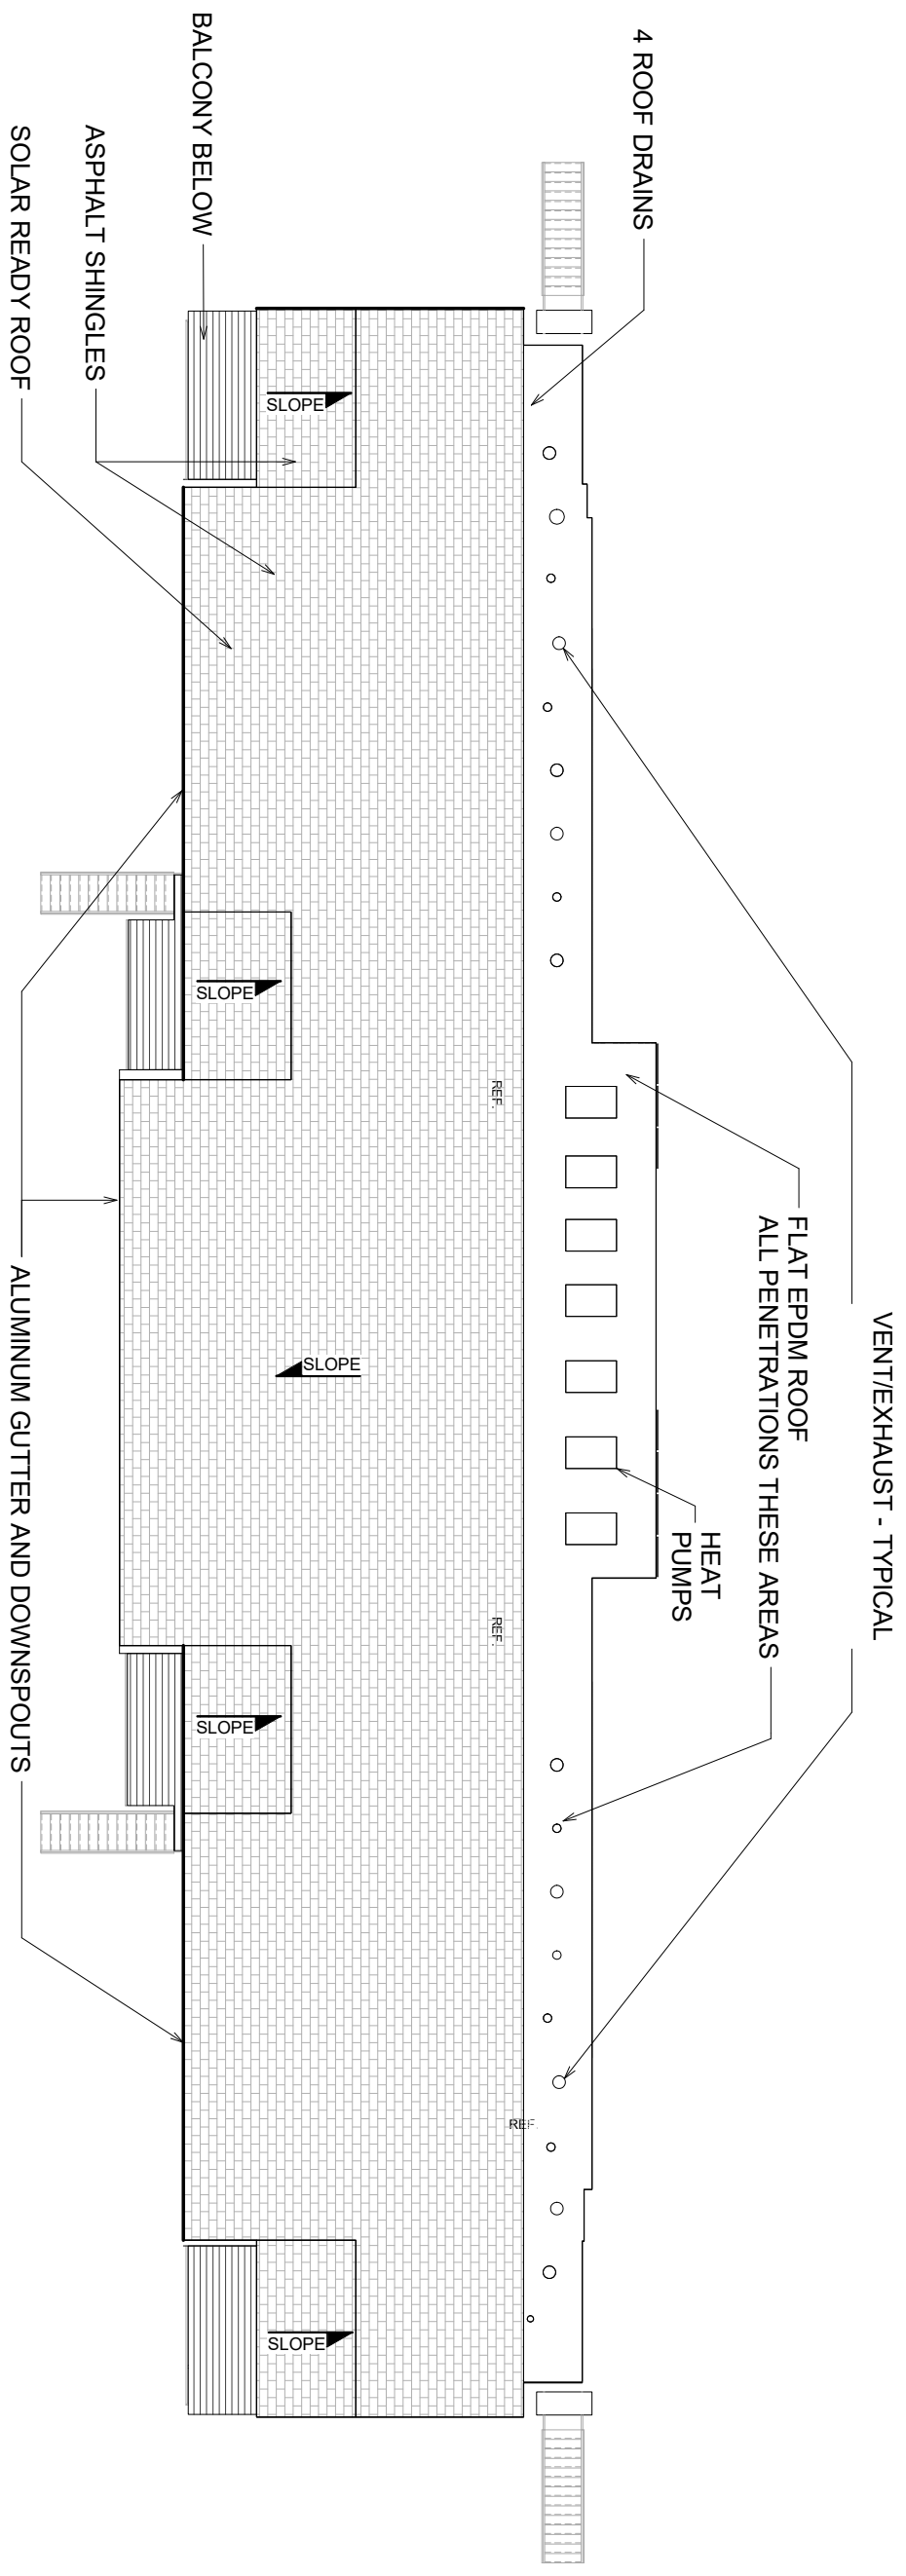 VENT/EXHAUST - TYPICAL
FLAT EPDM ROOF
ALL PENETRATIONS THESE AREAS
HEAT
PUMPS
4 ROOF DRAINS
REF.
REF.
REF.
SLOPE
SLOPE
SLOPE
SLOPE
SLOPE
BALCONY BELOW
ASPHALT SHINGLES
SOLAR READY ROOF
ALUMINUM GUTTER AND DOWNSPOUTS